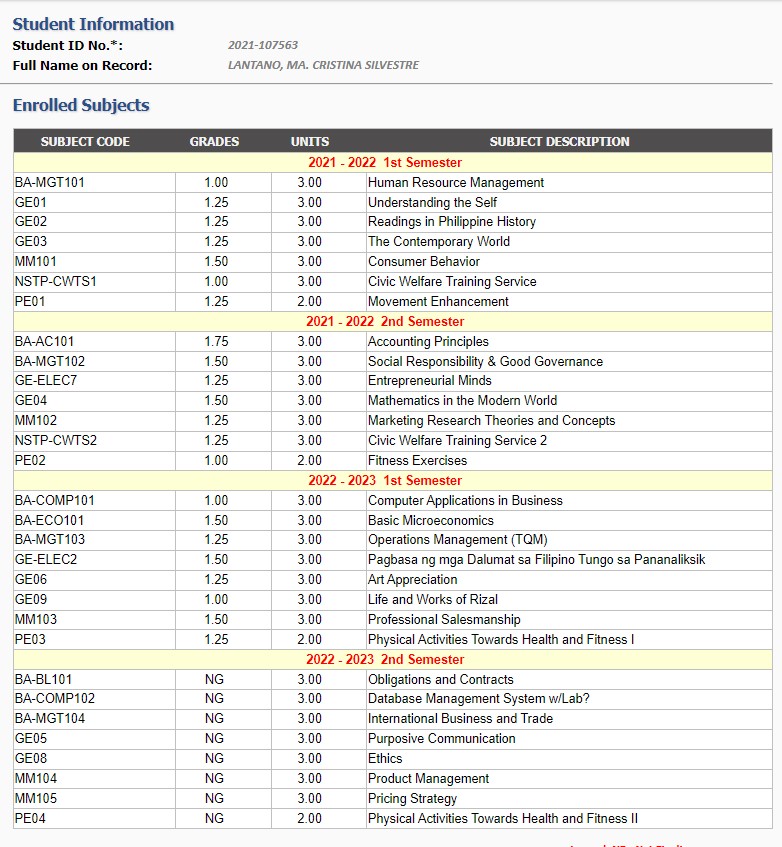 Student Information
Student ID No.*: 2021-107563
Full Name on Record: LANTANO, MA. CRISTINA SILVESTRE
Enrolled Subjects
SUBJECT CODE GRADES UNITS SUBJECT DESCRIPTION
2021 - 2022 1st Semester
BA-MGT101 1.00 3.00 Human Resource Management
GE01 1.25 3.00 Understanding the Self
GE02 1.25 3.00 Readings in Philippine History
GE03 1.25 3.00 The Contemporary World
MM101 1.50 3.00 Consumer Behavior
NSTP-CWTS1 1.00 3.00 Civic Welfare Training Service
PE01 1.25 2.00 Movement Enhancement
2021 - 2022 2nd Semester
BA-AC101 1.75 3.00 Accounting Principles
BA-MGT102 1.50 3.00 Social Responsibility & Good Governance
GE-ELEC7 1.25 3.00 Entrepreneurial Minds
GE04 1.50 3.00 Mathematics in the Modern World
MM102 1.25 3.00 Marketing Research Theories and Concepts
NSTP-CWTS2 1.25 3.00 Civic Welfare Training Service 2
PE02 1.00 2.00 Fitness Exercises
2022 - 2023 1st Semester
BA-COMP101 1.00 3.00 Computer Applications in Business
BA-ECO101 1.50 3.00 Basic Microeconomics
BA-MGT103 1.25 3.00 Operations Management (TQM)
GE-ELEC2 1.50 3.00 Pagbasa ng mga Dalumat sa Filipino Tungo sa Pananaliksik
GE06 1.25 3.00 Art Appreciation
GE09 1.00 3.00 Life and Works of Rizal
MM103 1.50 3.00 Professional Salesmanship
PE03 1.25 2.00 Physical Activities Towards Health and Fitness I
2022 - 2023 2nd Semester
BA-BL101 NG 3.00 Obligations and Contracts
BA-COMP102 NG 3.00 Database Management System w/Lab?
BA-MGT104 NG 3.00 International Business and Trade
GE05 NG 3.00 Purposive Communication
GE08 NG 3.00 Ethics
MM104 NG 3.00 Product Management
MM105 NG 3.00 Pricing Strategy
PE04 NG 2.00 Physical Activities Towards Health and Fitness II